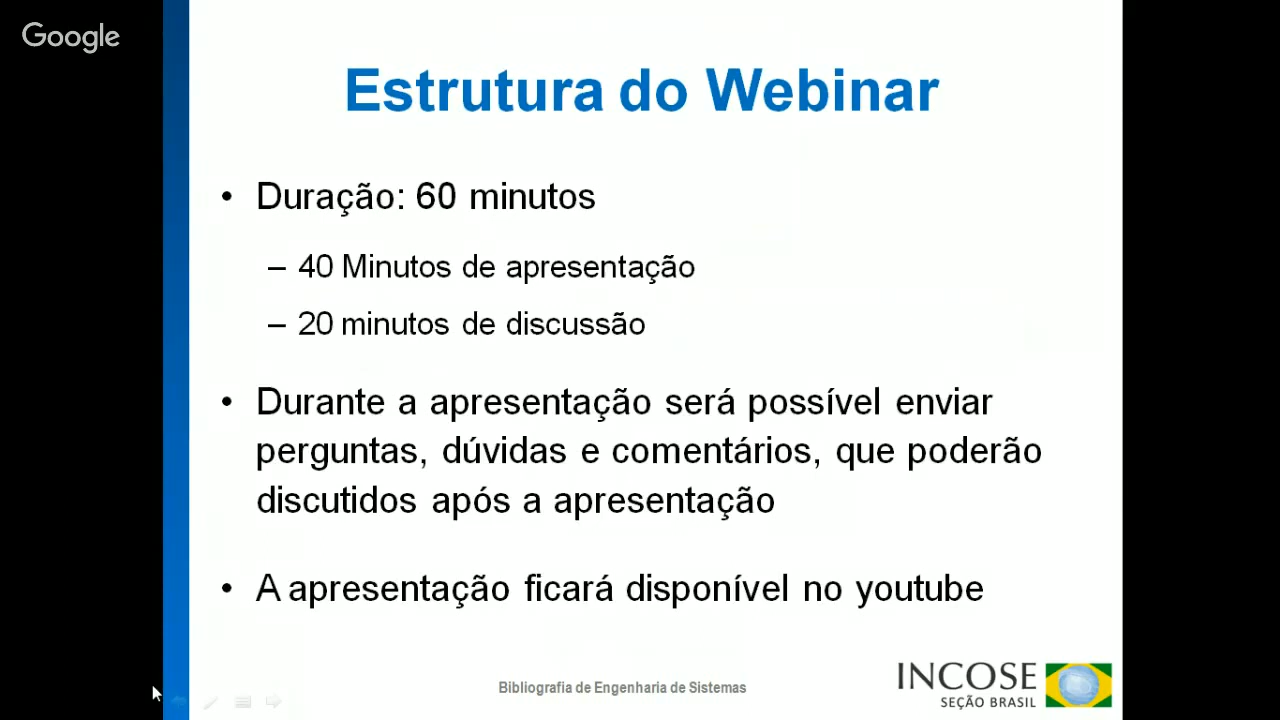 Google
Estrutura do Webinar
• Duração: 60 minutos
– 40 Minutos de apresentação
– 20 minutos de discussão
• Durante a apresentação será possível enviar
perguntas, dúvidas e comentários, que poderão
discutidos após a apresentação
• A apresentação ficará disponível no youtube
Bibliografia de Engenharia de Sistemas
INCOSE
SEÇÃO BRASIL